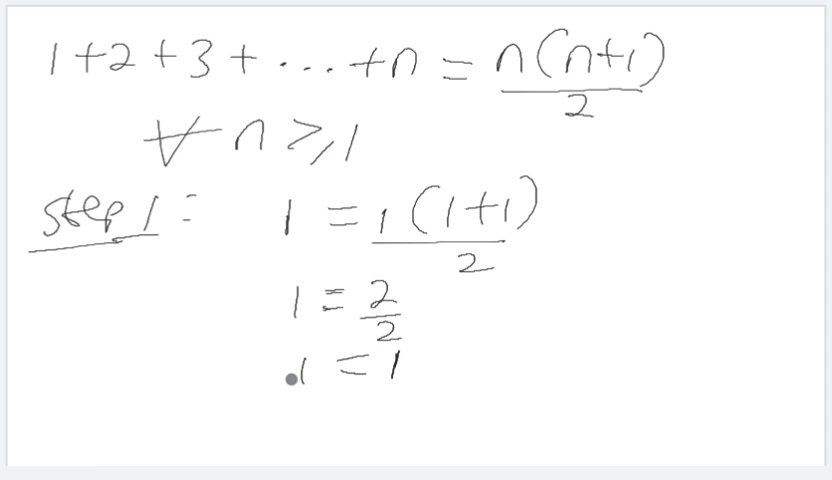 1+2+3+...+n = n(n+1)/2
∀ n ≥ 1
step 1: 1 = 1(1+1)/2
1 = 2/2
1 = 1